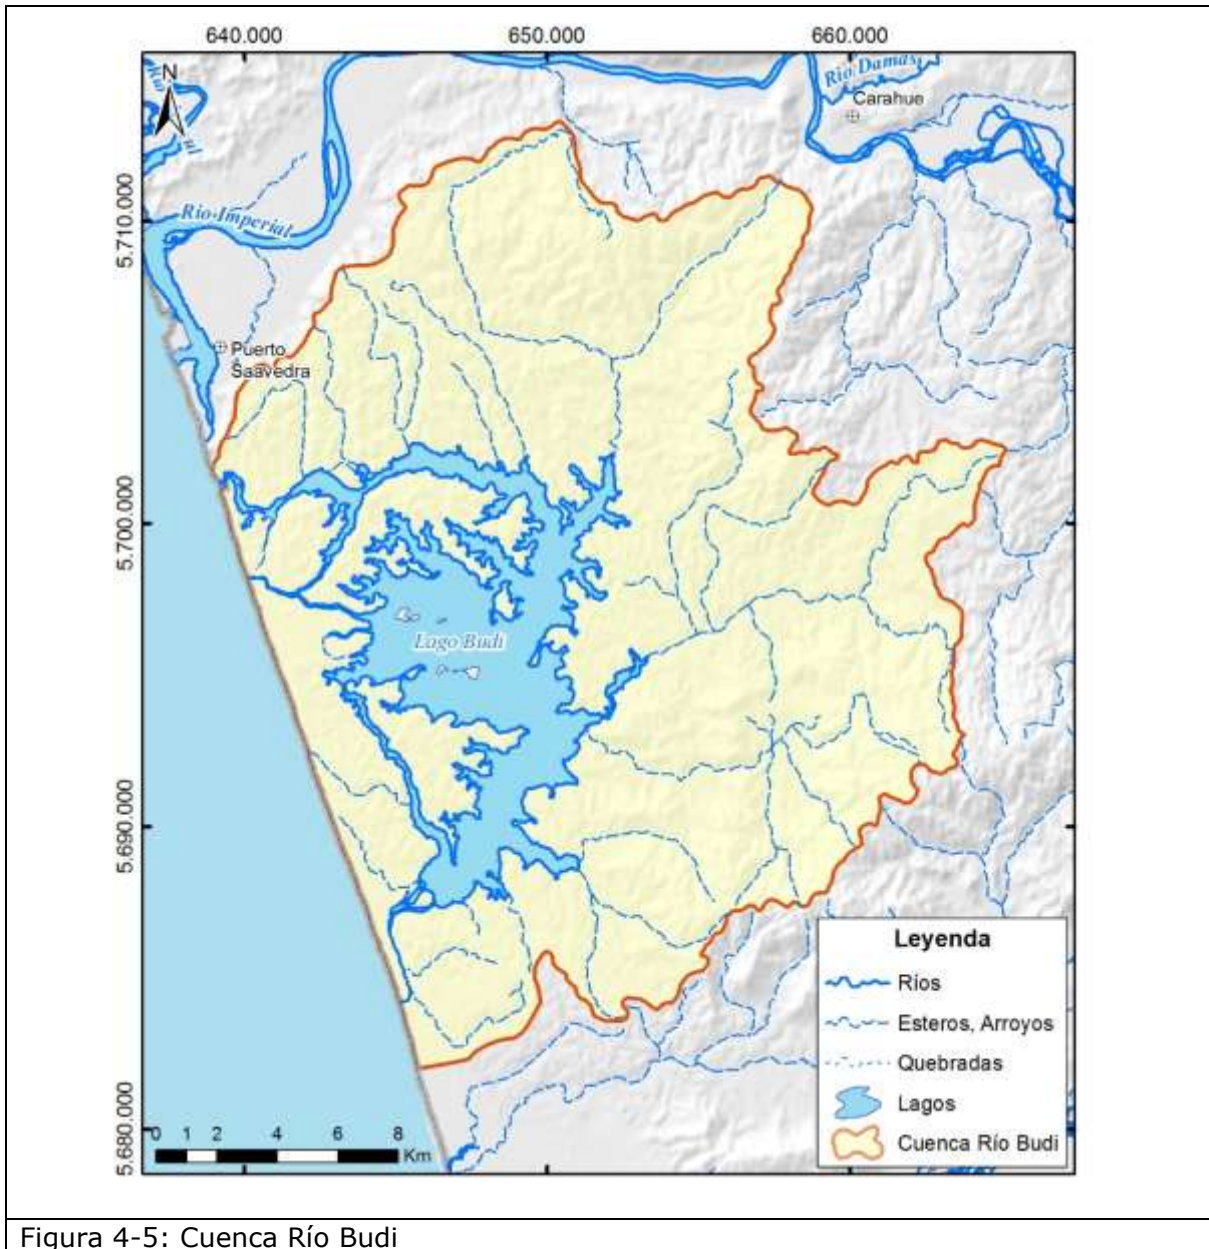 640.000
650.000
660.000
N
Río Damas
Carahue
5.710.000
Río Imperial
Puerto
Saavedra
5.700.000
Lago Budi
5.690.000
5.680.000
Leyenda
Ríos
Esteros, Arroyos
Quebradas
Lagos
Cuenca Río Budi
0 1 2 4 6 8
Km
Figura 4-5: Cuenca Río Budi